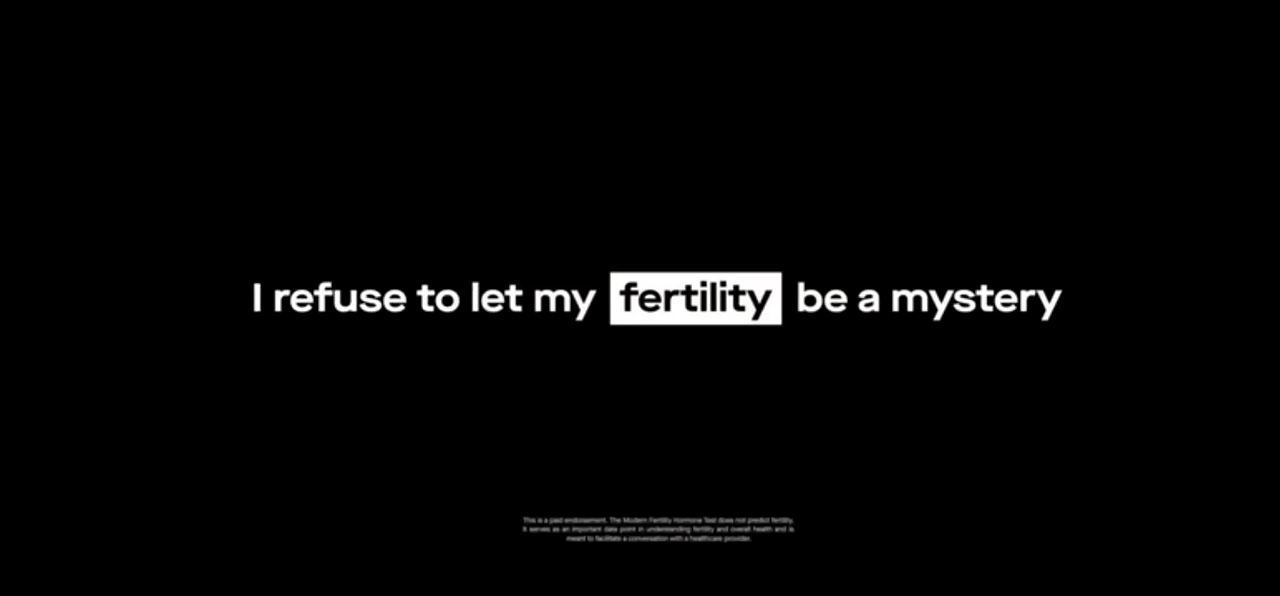 I refuse to let my fertility be a mystery
This is a paid endorsement. The Modern Fertility Hormone Test does not predict fertility.
It serves as an important data point in understanding fertility and overall health and is
meant to facilitate a conversation with a healthcare provider.